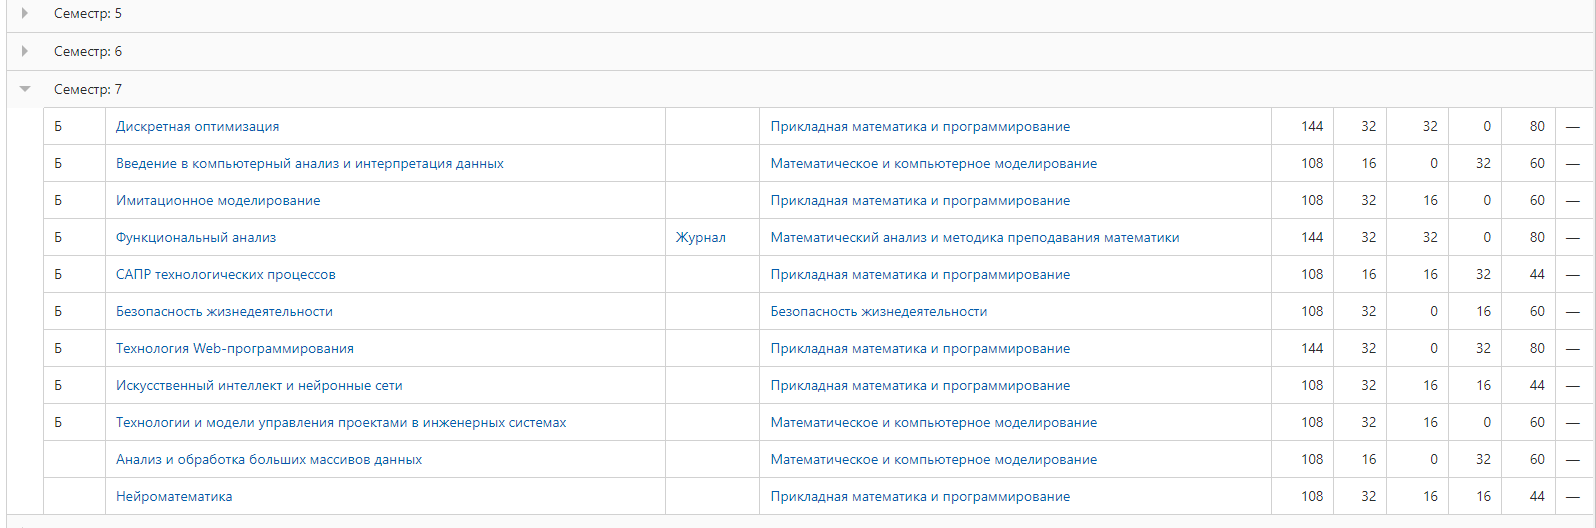 Семестр: 5
Семестр: 6
Семестр: 7
Б Дискретная оптимизация Прикладная математика и программирование 144 32 32 0 80 —
Б Введение в компьютерный анализ и интерпретация данных Математическое и компьютерное моделирование 108 16 0 32 60 —
Б Имитационное моделирование Прикладная математика и программирование 108 32 16 0 60 —
Б Функциональный анализ Журнал Математический анализ и методика преподавания математики 144 32 32 0 80 —
Б САПР технологических процессов Прикладная математика и программирование 108 16 16 32 44 —
Б Безопасность жизнедеятельности Безопасность жизнедеятельности 108 32 0 16 60 —
Б Технология Web-программирования Прикладная математика и программирование 144 32 0 32 80 —
Б Искусственный интеллект и нейронные сети Прикладная математика и программирование 108 32 16 16 44 —
Б Технологии и модели управления проектами в инженерных системах Математическое и компьютерное моделирование 108 32 16 0 60 —
Анализ и обработка больших массивов данных Математическое и компьютерное моделирование 108 16 0 32 60 —
Нейроматематика Прикладная математика и программирование 108 32 16 16 44 —